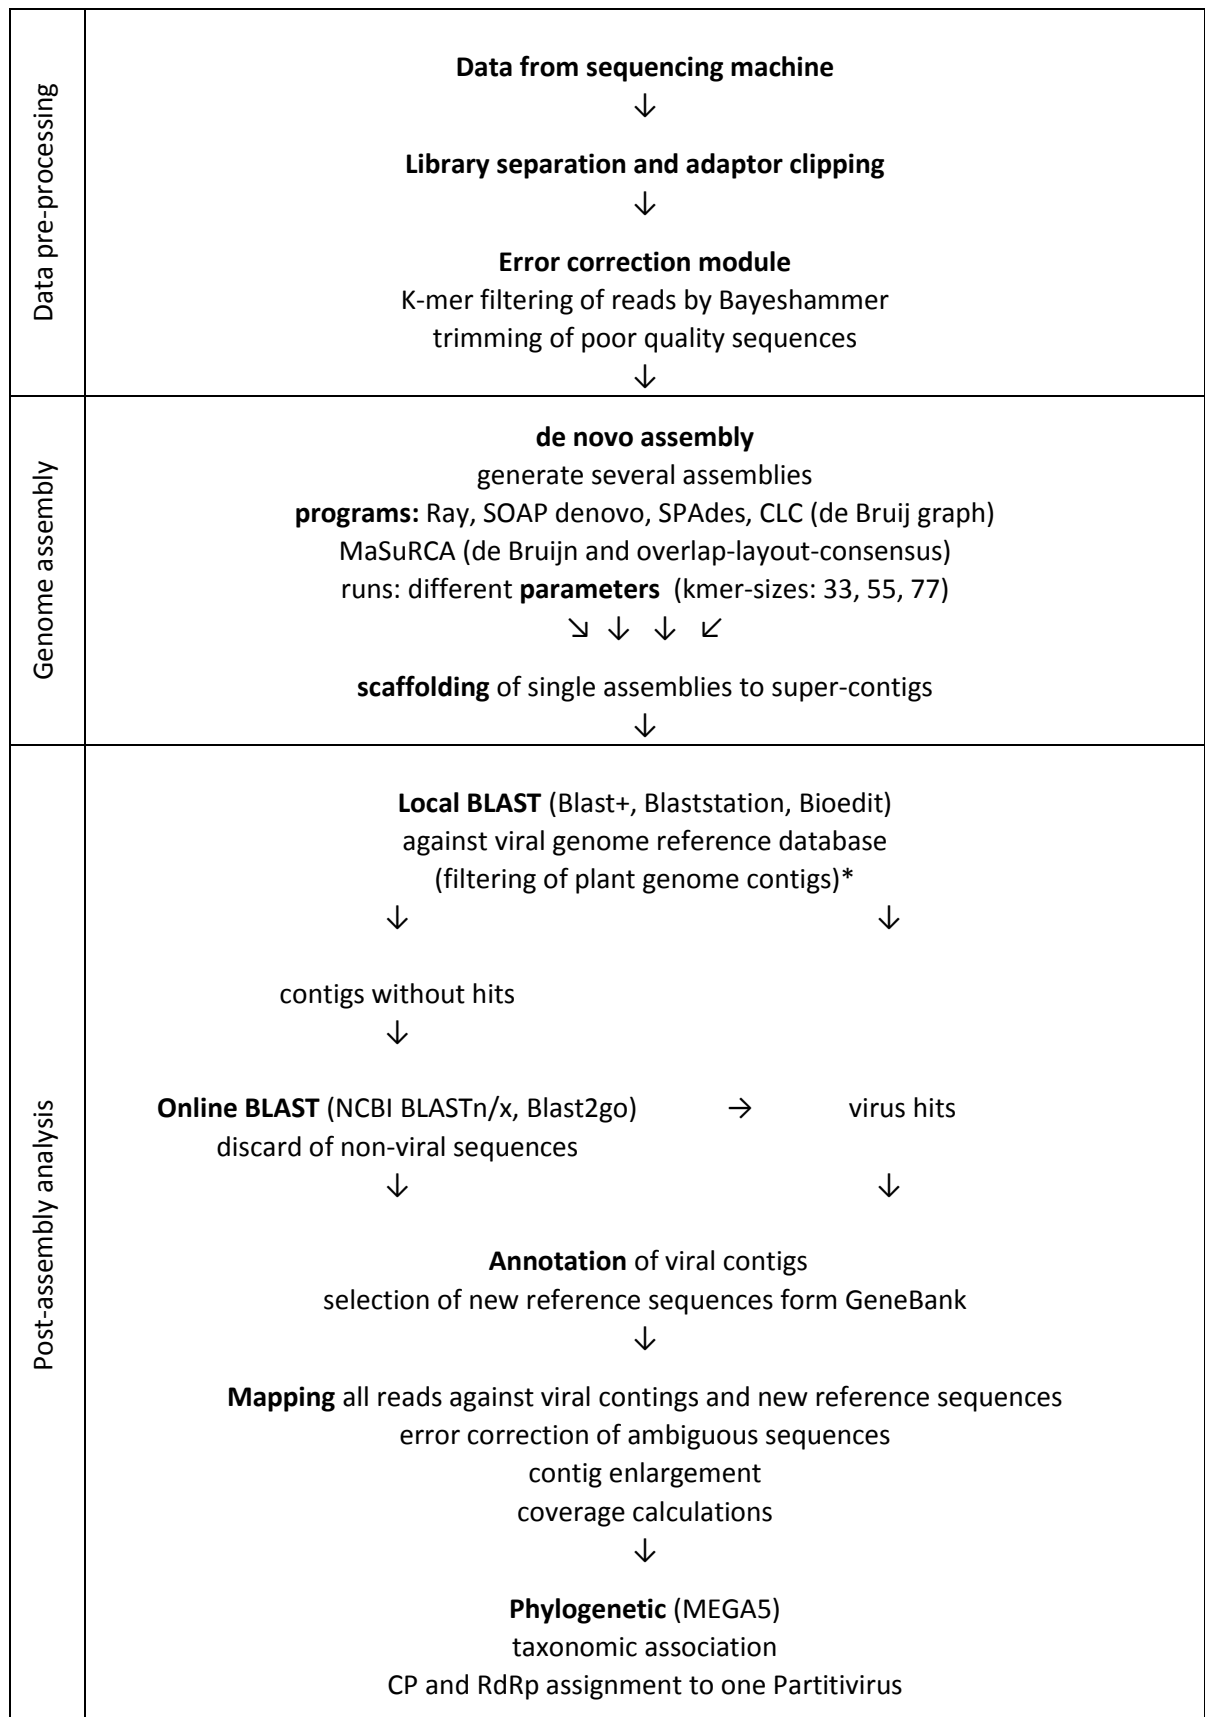 Data pre-processing
Data from sequencing machine
↓
Library separation and adaptor clipping
↓
Error correction module
K-mer filtering of reads by Bayeshammer
trimming of poor quality sequences
↓
Genome assembly
de novo assembly
generate several assemblies
programs: Ray, SOAP denovo, SPAdes, CLC (de Bruij graph)
MaSuRCA (de Bruijn and overlap-layout-consensus)
runs: different parameters (kmer-sizes: 33, 55, 77)
↘ ↓ ↓ ↙
scaffolding of single assemblies to super-contigs
↓
Post-assembly analysis
Local BLAST (Blast+, Blaststation, Bioedit)
against viral genome reference database
(filtering of plant genome contigs)*
↓ ↓
contigs without hits
↓
Online BLAST (NCBI BLASTn/x, Blast2go) → virus hits
discard of non-viral sequences
↓ ↓
Annotation of viral contigs
selection of new reference sequences form GeneBank
↓
Mapping all reads against viral contings and new reference sequences
error correction of ambiguous sequences
contig enlargement
coverage calculations
↓
Phylogenetic (MEGA5)
taxonomic association
CP and RdRp assignment to one Partitivirus